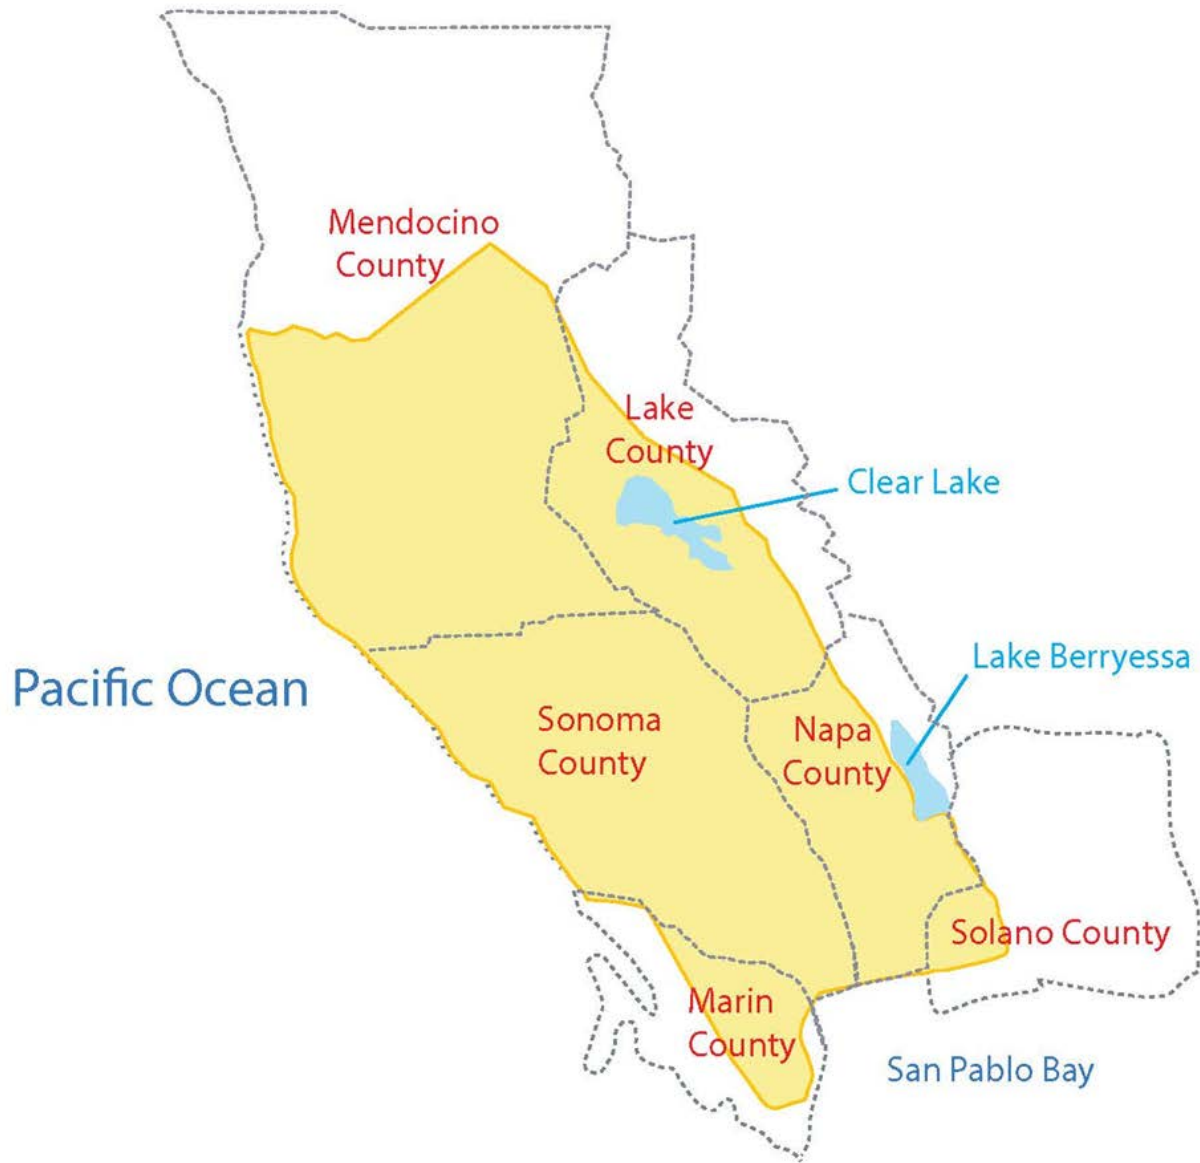 Mendocino
County
Lake
County
Clear Lake
Lake Berryessa
Pacific Ocean
Sonoma
County
Napa
County
Solano County
Marin
County
San Pablo Bay